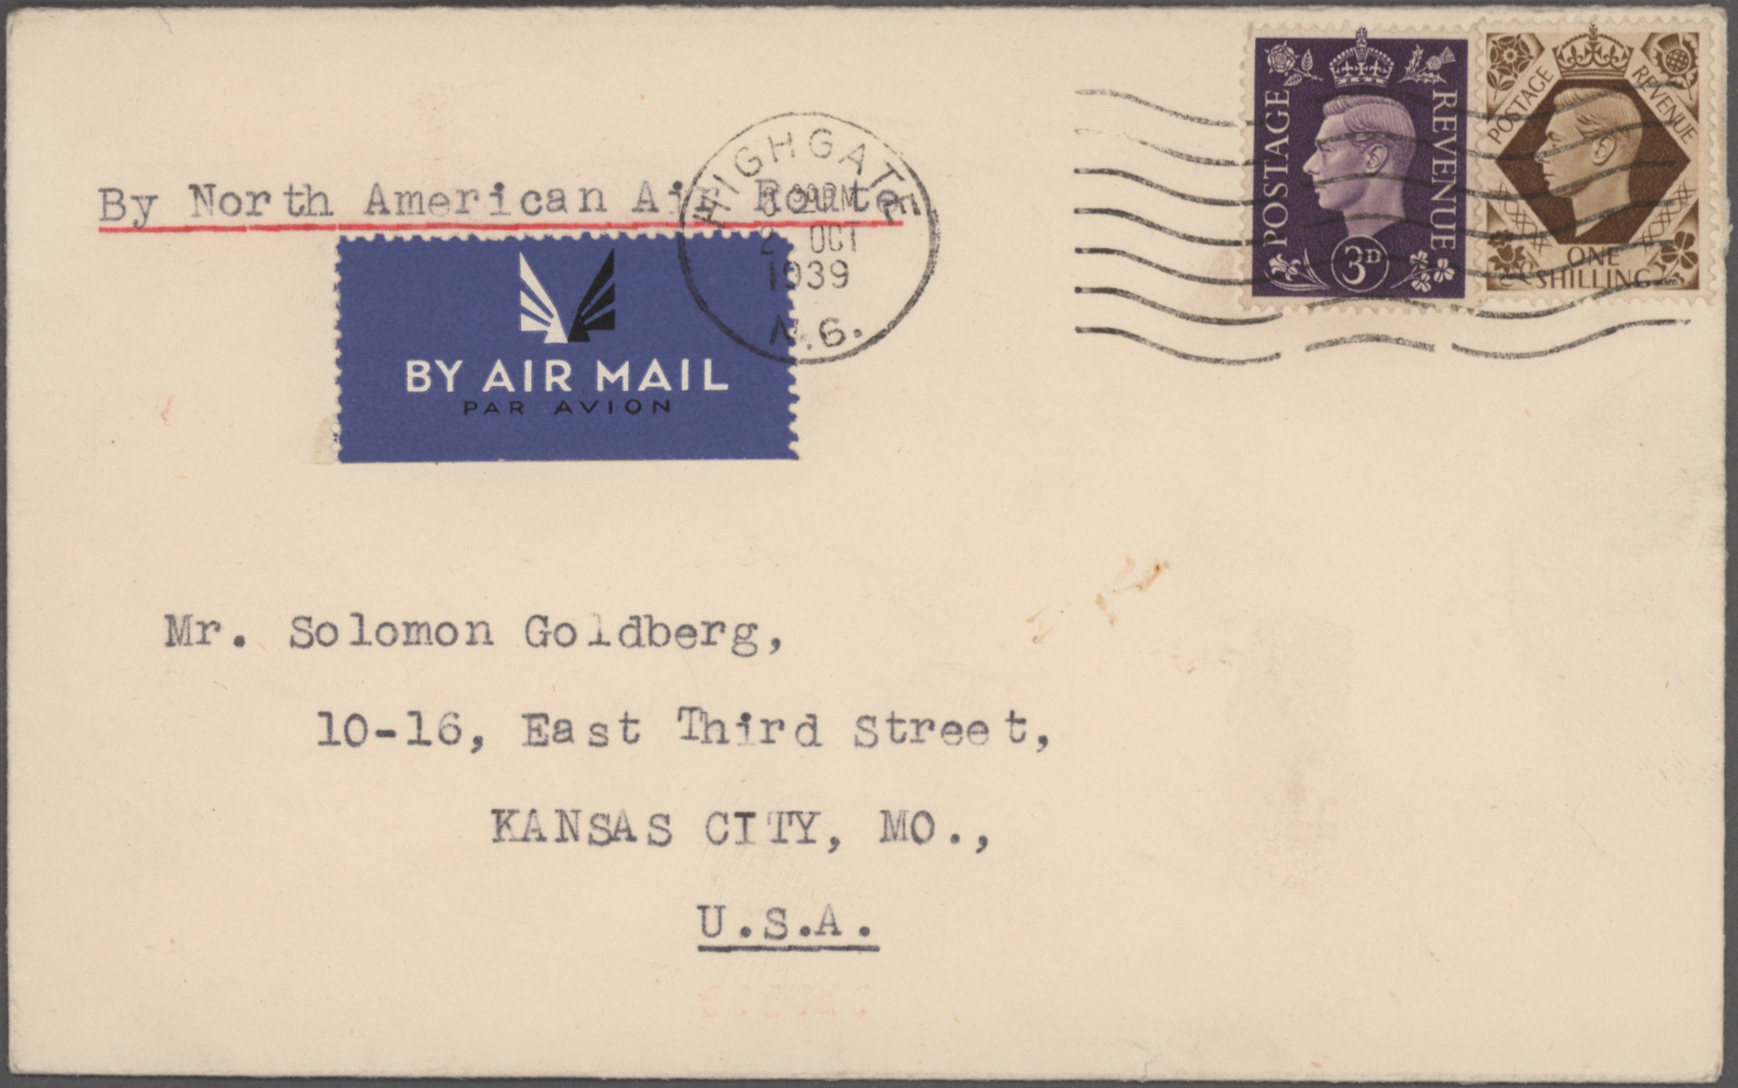 By North American Air Route
HIGHGATE
OCT
1939
N.6.
BY AIR MAIL
PAR AVION
POSTAGE
REVENUE
3D
POSTAGE
REVENUE
ONE
SHILLING
Mr. Solomon Goldberg,
10-16, East Third Street,
KANSAS CITY, MO.,
U.S.A.